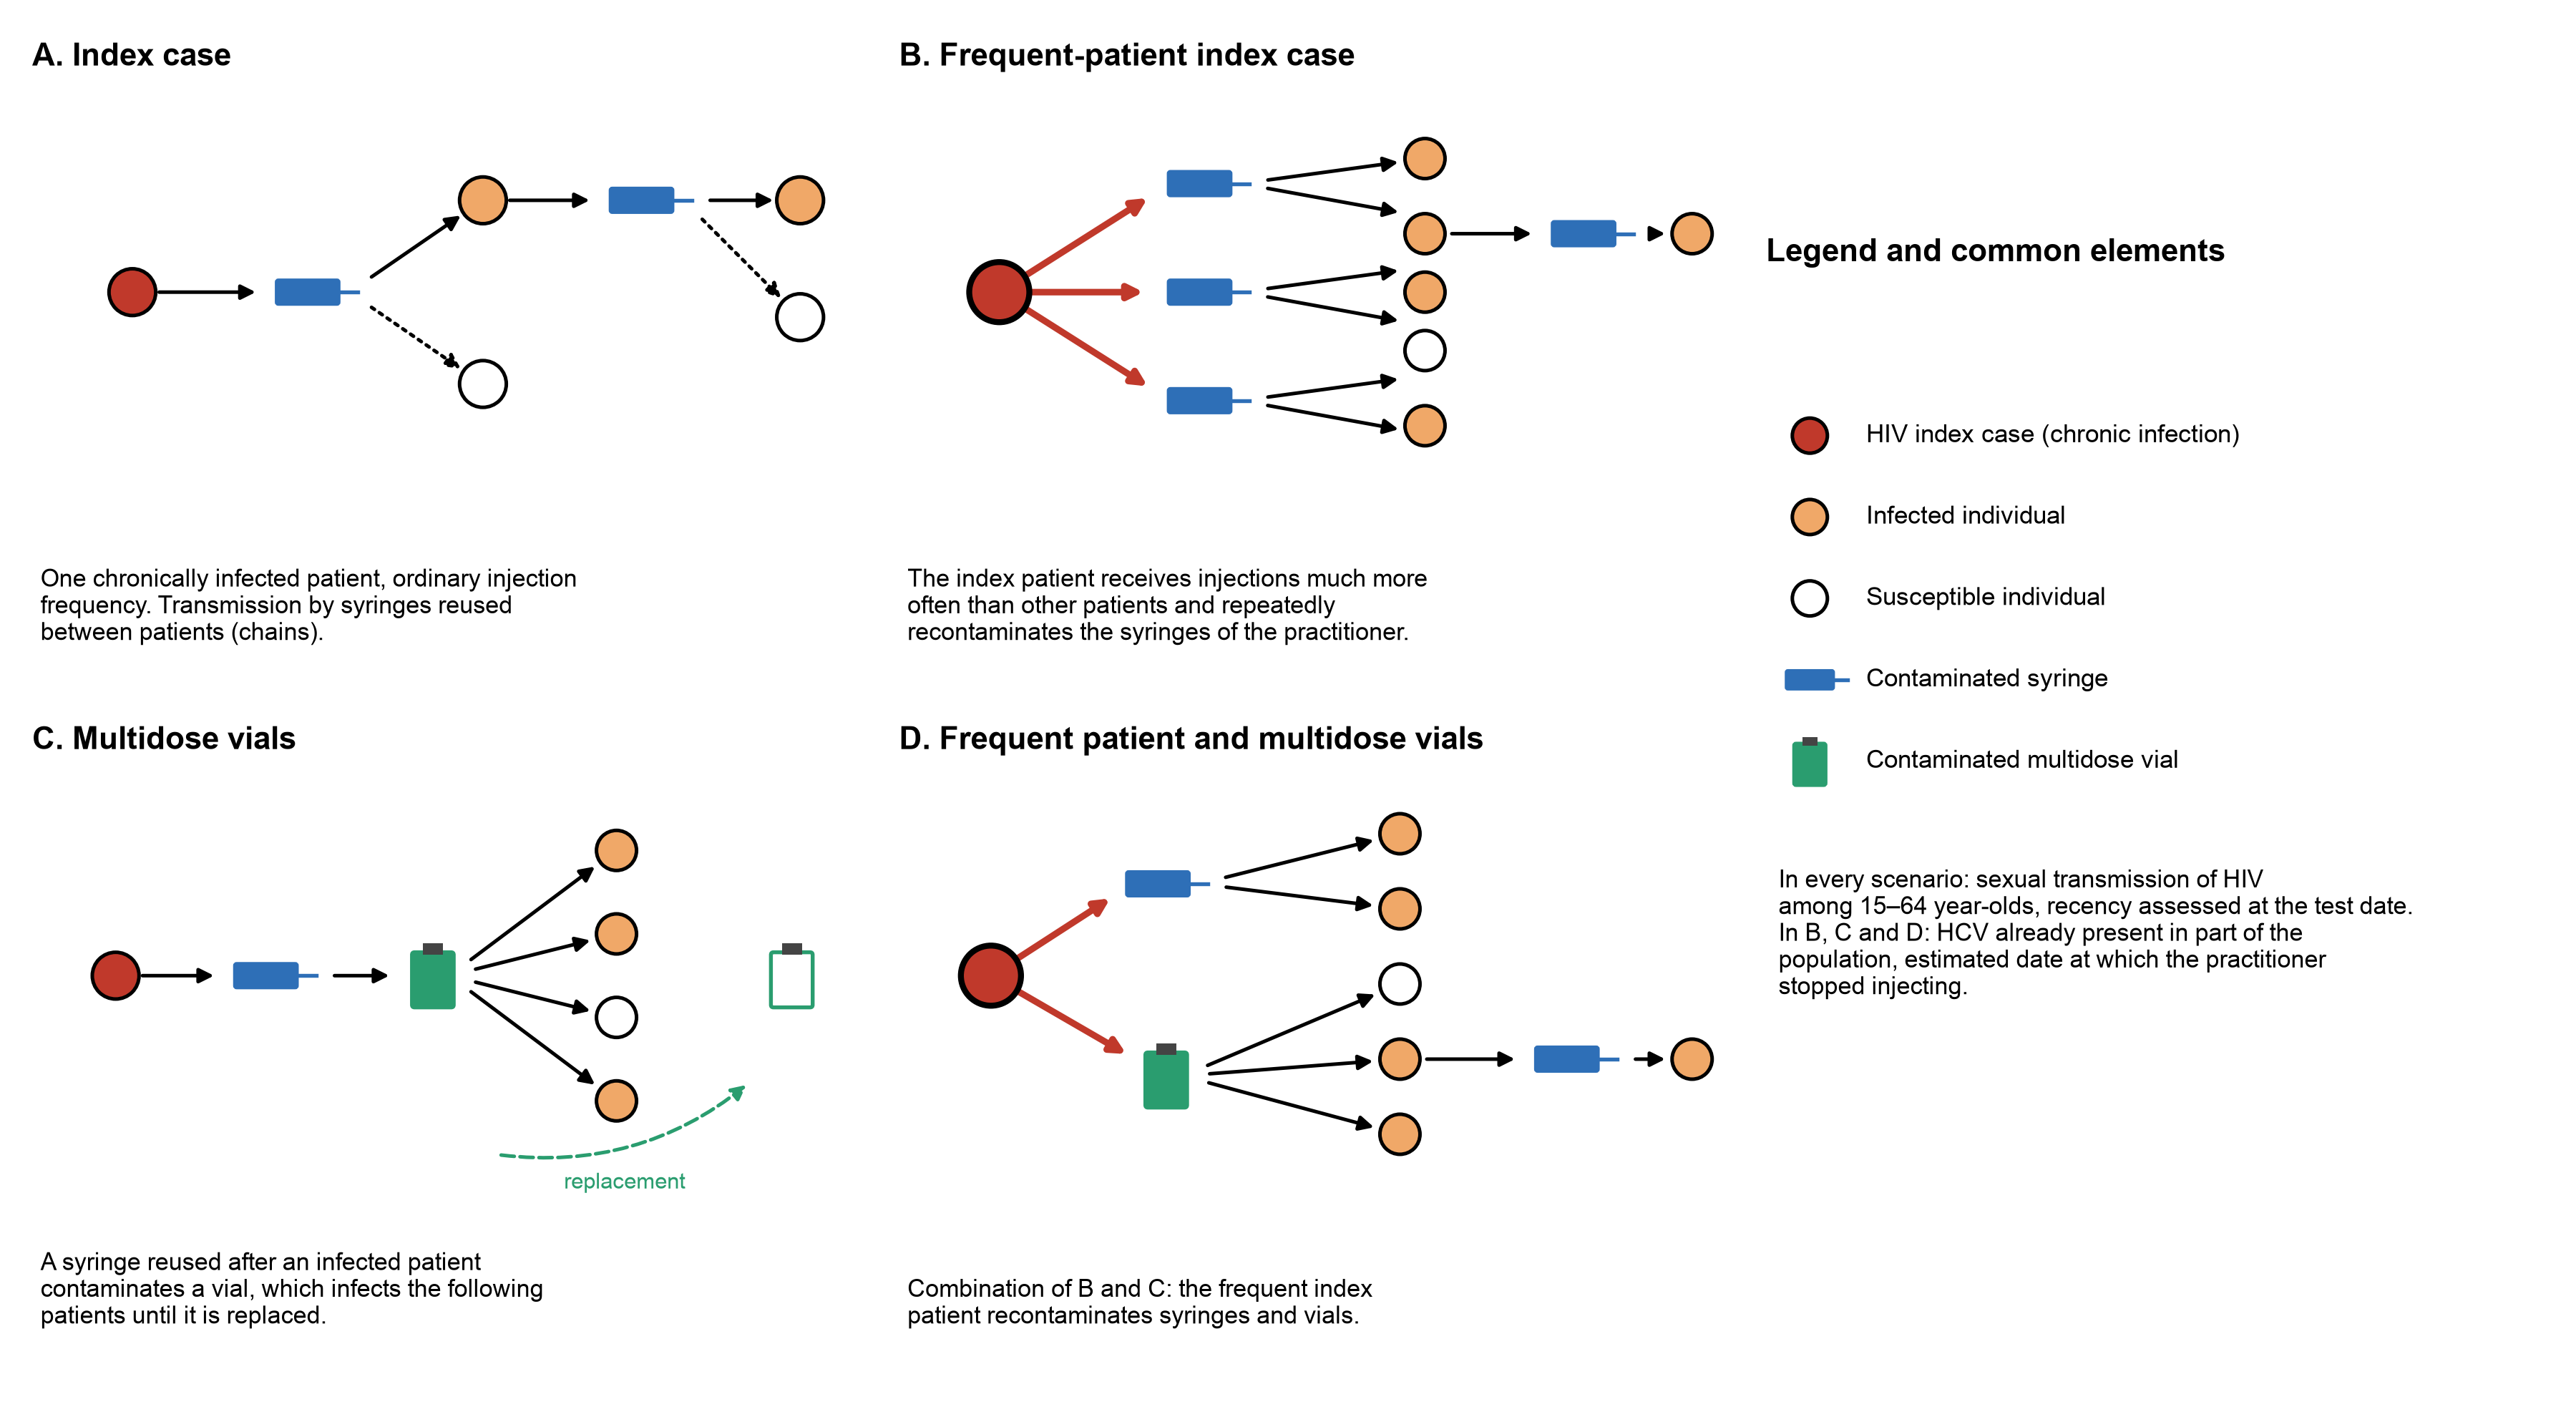 A. Index case
One chronically infected patient, ordinary injection
frequency. Transmission by syringes reused
between patients (chains).
B. Frequent-patient index case
The index patient receives injections much more
often than other patients and repeatedly
recontaminates the syringes of the practitioner.
C. Multidose vials
replacement
A syringe reused after an infected patient
contaminates a vial, which infects the following
patients until it is replaced.
D. Frequent patient and multidose vials
Combination of B and C: the frequent index
patient recontaminates syringes and vials.
Legend and common elements
HIV index case (chronic infection)
Infected individual
Susceptible individual
Contaminated syringe
Contaminated multidose vial
In every scenario: sexual transmission of HIV
among 15–64 year-olds, recency assessed at the test date.
In B, C and D: HCV already present in part of the
population, estimated date at which the practitioner
stopped injecting.